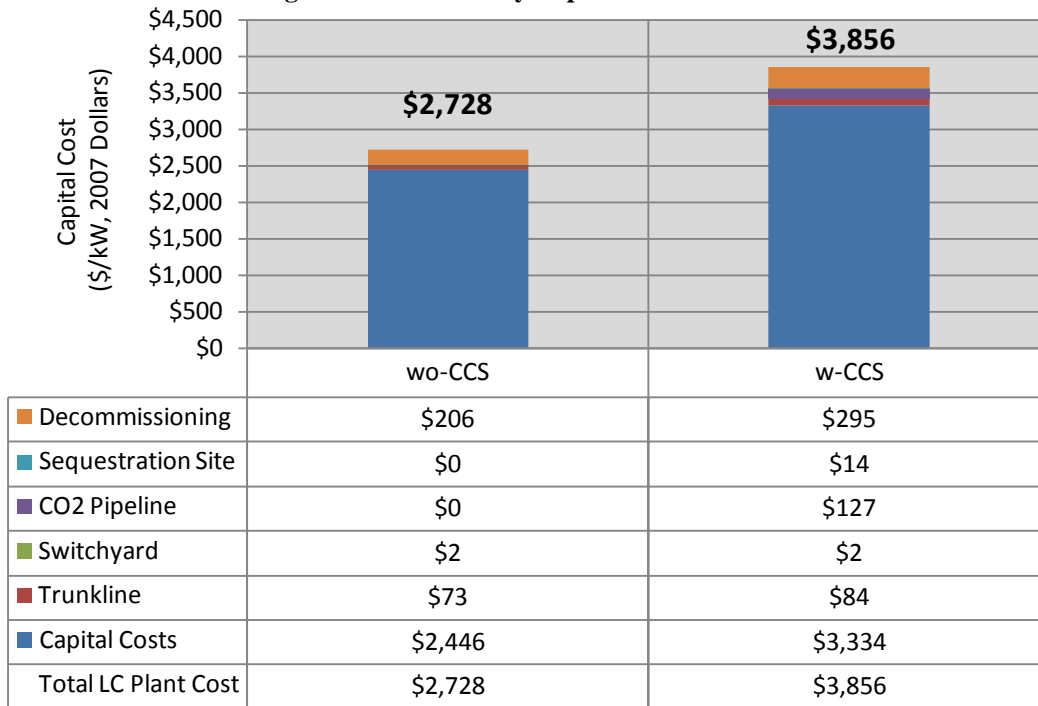 $4,500
$4,000
$3,500
$3,000
$2,500
$2,000
$1,500
$1,000
$500
$0
Capital Cost
($/kW, 2007 Dollars)
$2,728
$3,856
wo-CCS w-CCS
Decommissioning $206 $295
Sequestration Site $0 $14
CO2 Pipeline $0 $127
Switchyard $2 $2
Trunkline $73 $84
Capital Costs $2,446 $3,334
Total LC Plant Cost $2,728 $3,856